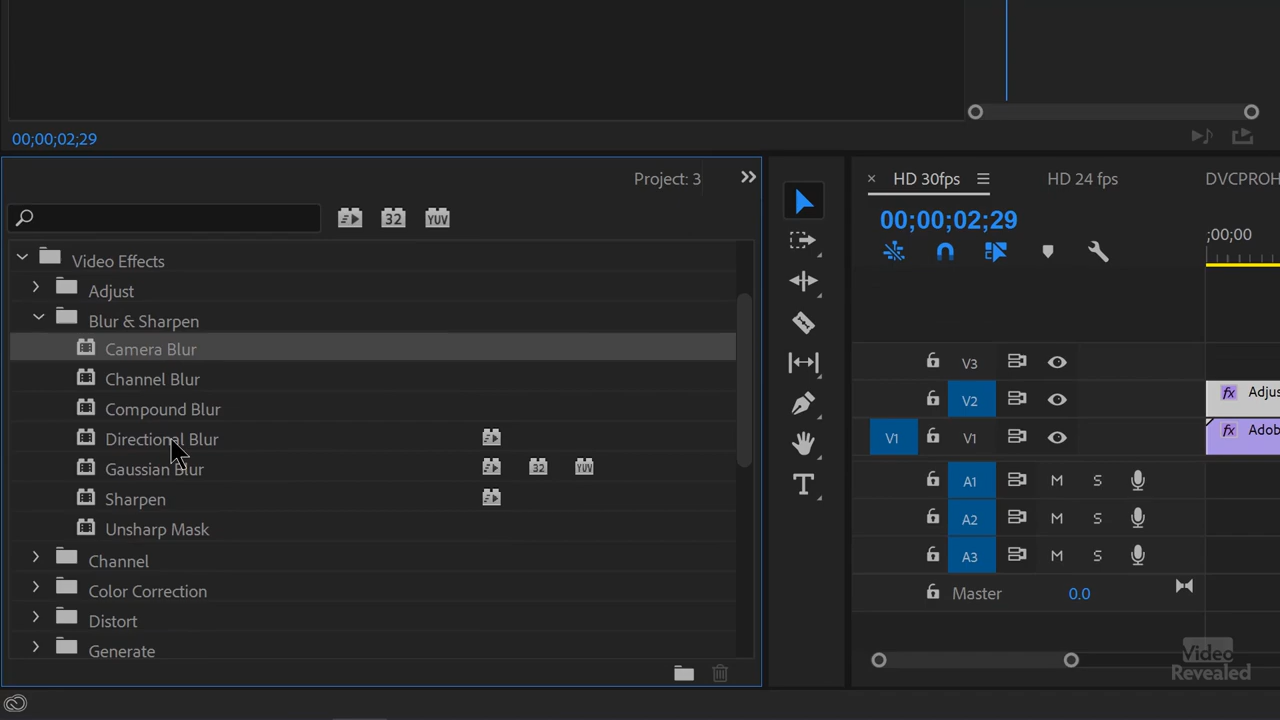 00;00;02;29
Project: 3
HD 30fps
HD 24 fps
DVCPROH
32
YUV
00;00;02;29
;00;00
Video Effects
Adjust
Blur & Sharpen
Camera Blur
Channel Blur
Compound Blur
Directional Blur
Gaussian Blur
32
YUV
Sharpen
Unsharp Mask
Channel
Color Correction
Distort
Generate
V3
V2
fx Adjus
V1
V1
fx Adob
A1
M
S
A2
M
S
A3
M
S
Master
0.0
Video
Revealed